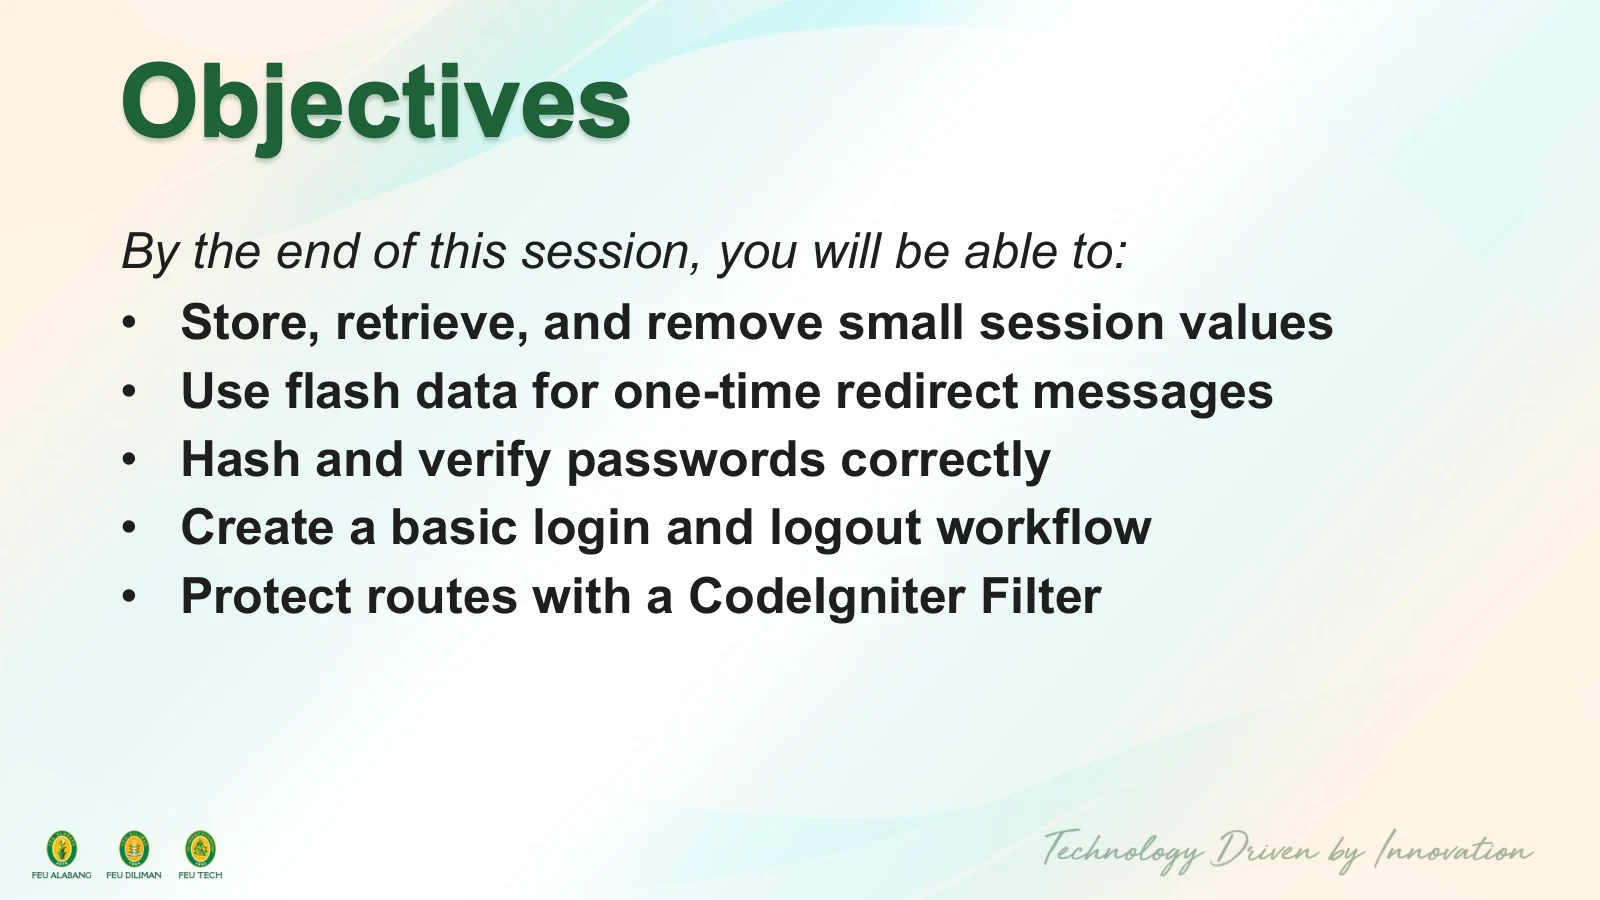 Objectives
By the end of this session, you will be able to:
• Store, retrieve, and remove small session values
• Use flash data for one-time redirect messages
• Hash and verify passwords correctly
• Create a basic login and logout workflow
• Protect routes with a CodeIgniter Filter
FEU ALABANG FEU DILIMAN FEU TECH
Technology Driven by Innovation